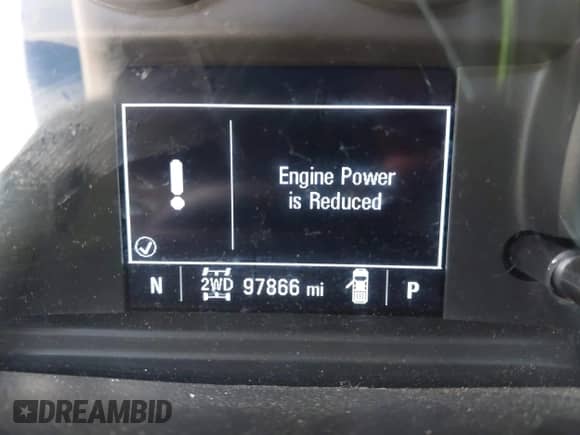 Engine Power
is Reduced
N 2WD 97866 mi P
DREAMBID